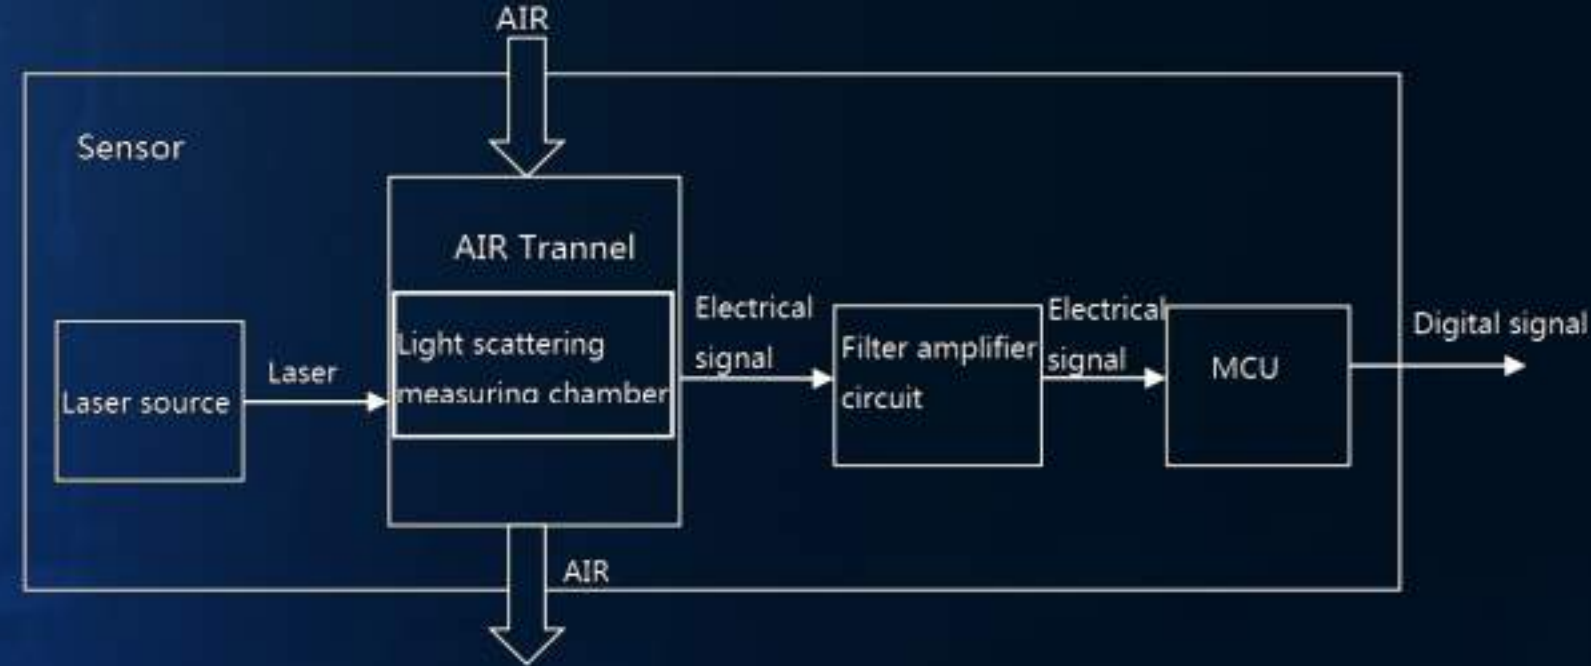 AIR
Sensor
AIR Trannel
Light scattering
measuring chamber
Laser source
Laser
Electrical
signal
Filter amplifier
circuit
Electrical
signal
MCU
Digital signal
AIR